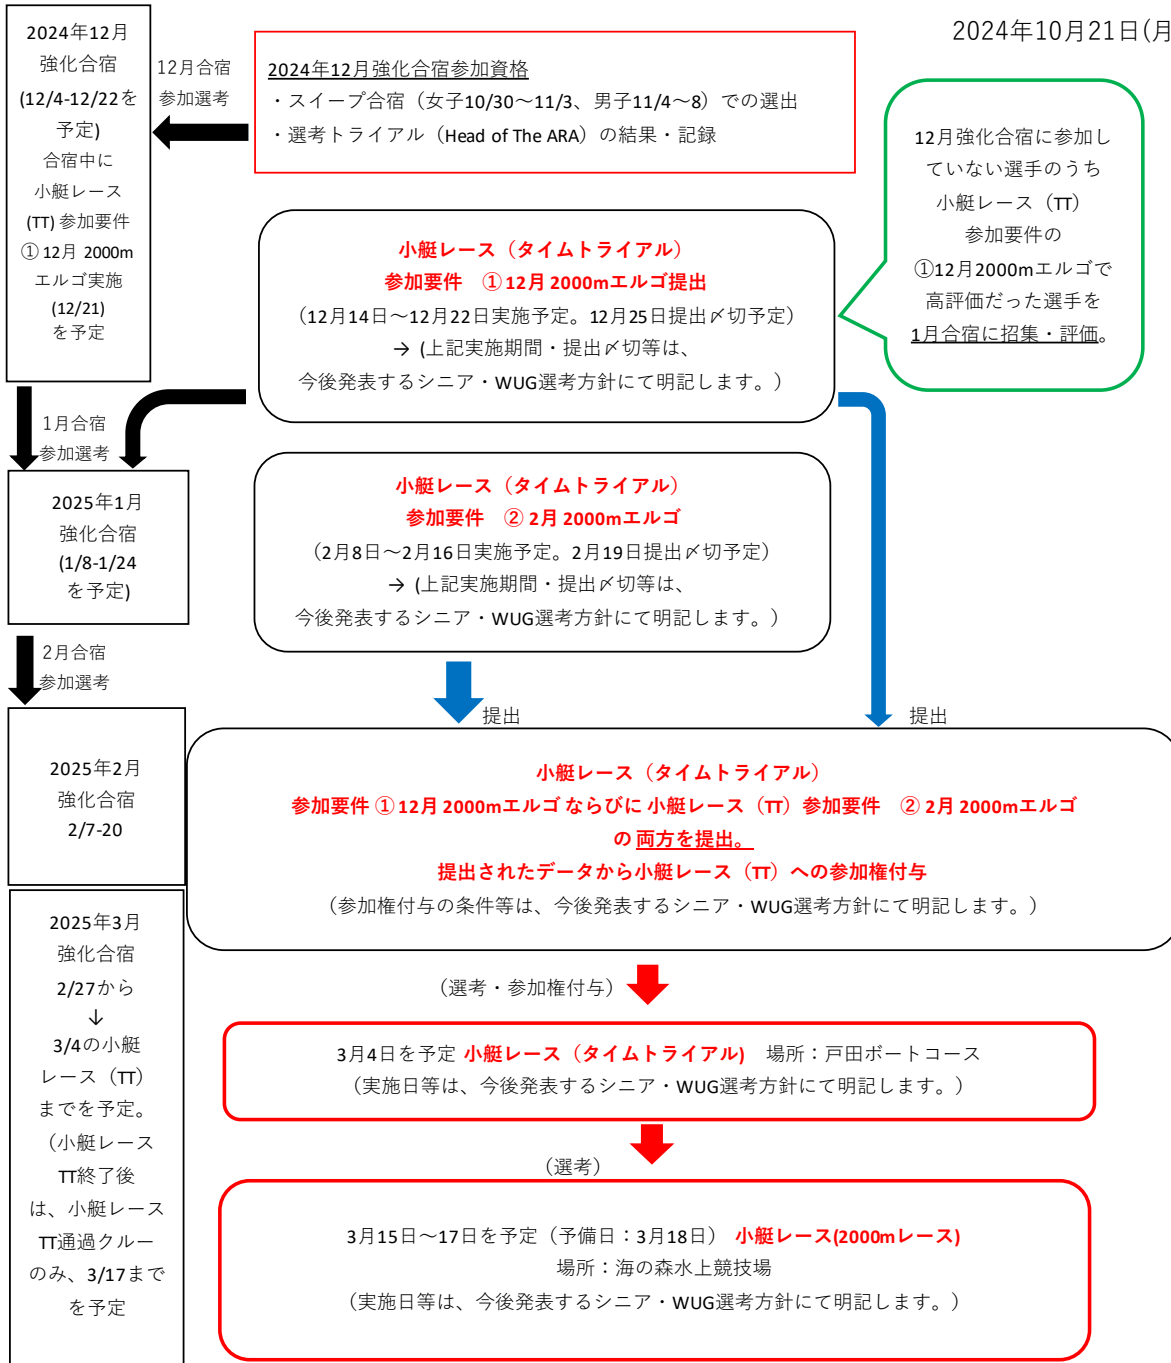 2024年10月21日(月
2024年12月
強化合宿
(12/4-12/22を
予定)
合宿中に
小艇レース
(TT) 参加要件
① 12月 2000m
エルゴ実施
(12/21)
を予定
12月合宿
参加選考
2024年12月強化合宿参加資格
・スイープ合宿（女子10/30～11/3、男子11/4～8）での選出
・選考トライアル（Head of The ARA）の結果・記録
12月強化合宿に参加し
ていない選手のうち
小艇レース（TT）
参加要件の
①12月2000mエルゴで
高評価だった選手を
1月合宿に招集・評価。
小艇レース（タイムトライアル）
参加要件　① 12月 2000mエルゴ提出
（12月14日～12月22日実施予定。12月25日提出〆切予定）
→ (上記実施期間・提出〆切等は、
今後発表するシニア・WUG選考方針にて明記します。）
1月合宿
参加選考
2025年1月
強化合宿
(1/8-1/24
を予定)
小艇レース（タイムトライアル）
参加要件　② 2月 2000mエルゴ
（2月8日～2月16日実施予定。2月19日提出〆切予定）
→ (上記実施期間・提出〆切等は、
今後発表するシニア・WUG選考方針にて明記します。）
2月合宿
参加選考
提出
提出
2025年2月
強化合宿
2/7-20
小艇レース（タイムトライアル）
参加要件 ① 12月 2000mエルゴ ならびに 小艇レース（TT）参加要件　② 2月 2000mエルゴ
の 両方を提出。
提出されたデータから小艇レース（TT）への参加権付与
（参加権付与の条件等は、今後発表するシニア・WUG選考方針にて明記します。）
2025年3月
強化合宿
2/27から
↓
3/4の小艇
レース（TT）
までを予定。
（小艇レース
TT終了後
は、小艇レース
TT通過クルー
のみ、3/17まで
を予定
（選考・参加権付与）
3月4日を予定 小艇レース（タイムトライアル)　場所：戸田ボートコース
（実施日等は、今後発表するシニア・WUG選考方針にて明記します。）
（選考）
3月15日～17日を予定（予備日：3月18日） 小艇レース(2000mレース)
場所：海の森水上競技場
（実施日等は、今後発表するシニア・WUG選考方針にて明記します。）